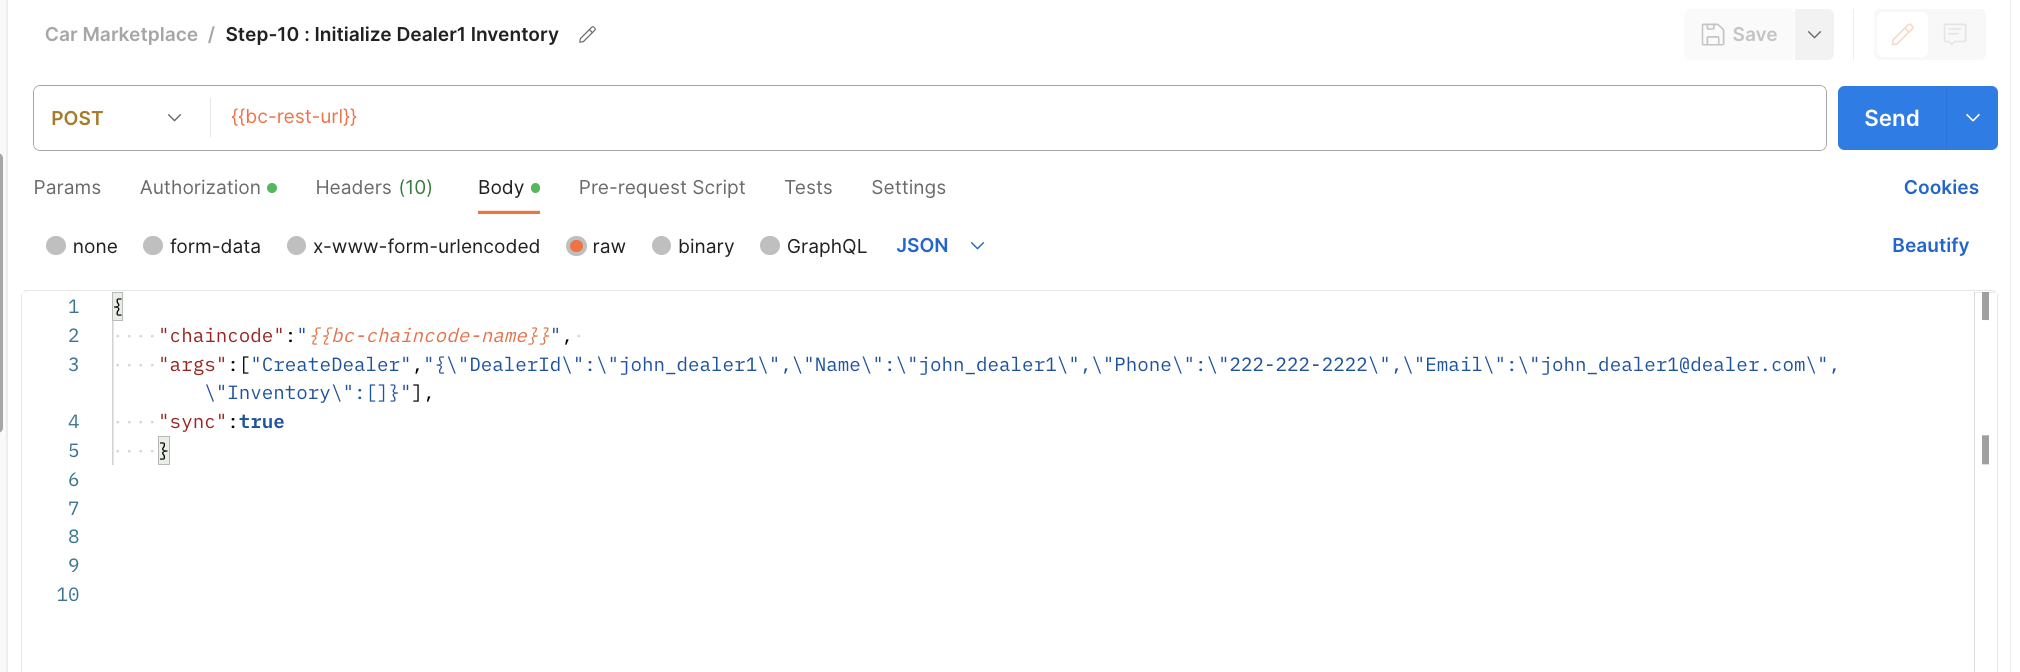 Car Marketplace / Step-10 : Initialize Dealer1 Inventory
Save
POST {{bc-rest-url}} Send
Params Authorization Headers (10) Body Pre-request Script Tests Settings Cookies
none form-data x-www-form-urlencoded raw binary GraphQL JSON Beautify
1 {
2 "chaincode":"{{bc-chaincode-name}}",
3 "args":["CreateDealer","{\"DealerId\":\"john_dealer1\",\"Name\":\"john_dealer1\",\"Phone\":\"222-222-2222\",\"Email\":\"john_dealer1@dealer.com\",
\"Inventory\":[]}"],
4 "sync":true
5 }
6
7
8
9
10